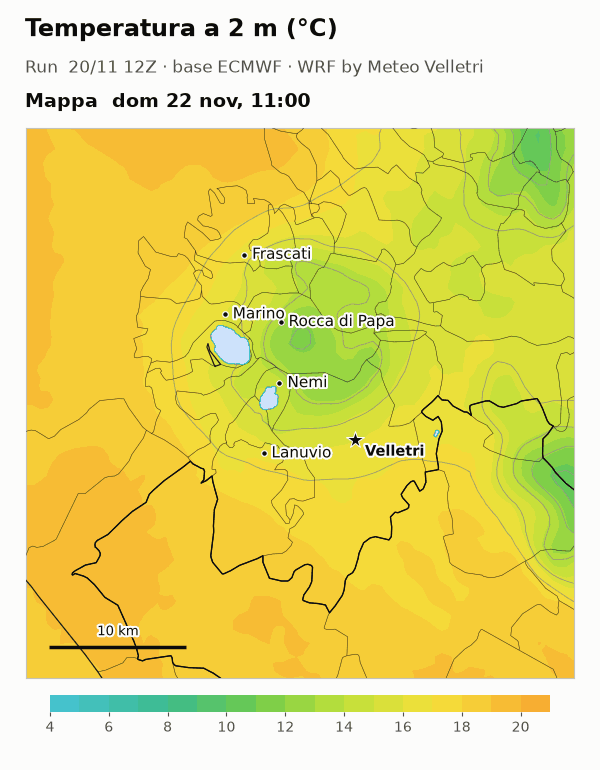 Temperatura a 2 m (°C)
Run  20/11 12Z · base ECMWF · WRF by Meteo Velletri
Mappa  dom 22 nov, 11:00
Frascati
Marino
Rocca di Papa
Nemi
Velletri
Lanuvio
10 km
4 6 8 10 12 14 16 18 20